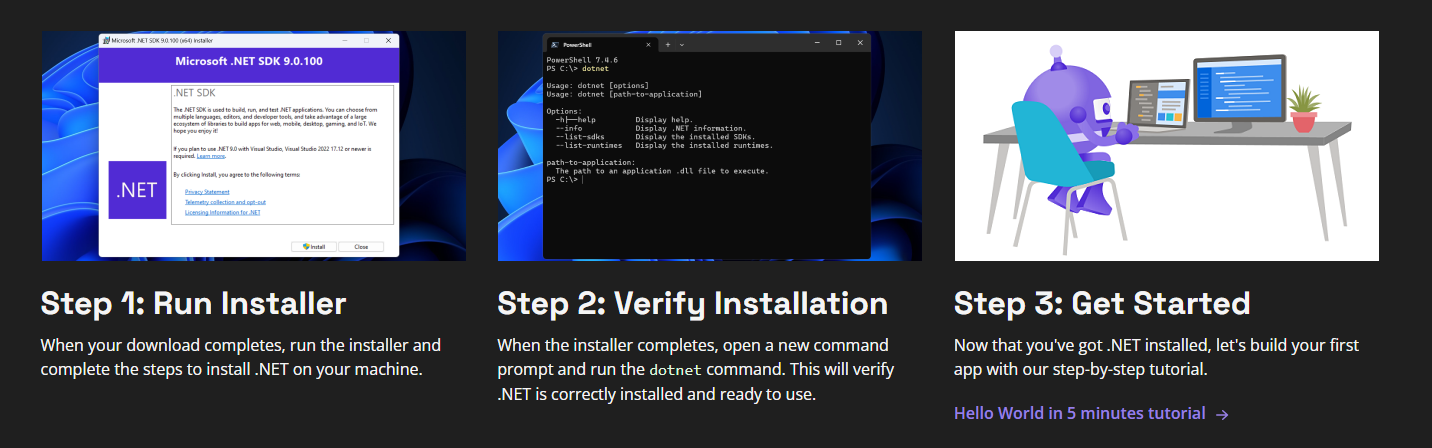 Microsoft .NET SDK 9.0.100 (x64) Installer
Microsoft .NET SDK 9.0.100
.NET SDK
The .NET SDK is used to build, run, and test .NET applications. You can choose from
multiple languages, editors, and developer tools, and take advantage of a large
ecosystem of libraries to build apps for web, mobile, desktop, gaming, and IoT. We
hope you enjoy it!
If you plan to use .NET 9.0 with Visual Studio, Visual Studio 2022 17.12 or newer is
required. Learn more.
By clicking Install, you agree to the following terms:
.NET
Privacy Statement
Telemetry collection and opt-out
Licensing Information for .NET
Install
Close
PowerShell
PowerShell 7.4.6
PS C:\> dotnet
Usage: dotnet [options]
Usage: dotnet [path-to-application]
Options:
-h|--help Display help.
--info Display .NET information.
--list-sdks Display the installed SDKs.
--list-runtimes Display the installed runtimes.
path-to-application:
The path to an application .dll file to execute.
PS C:\>
Step 1: Run Installer
When your download completes, run the installer and
complete the steps to install .NET on your machine.
Step 2: Verify Installation
When the installer completes, open a new command
prompt and run the dotnet command. This will verify
.NET is correctly installed and ready to use.
Step 3: Get Started
Now that you've got .NET installed, let's build your first
app with our step-by-step tutorial.
Hello World in 5 minutes tutorial →